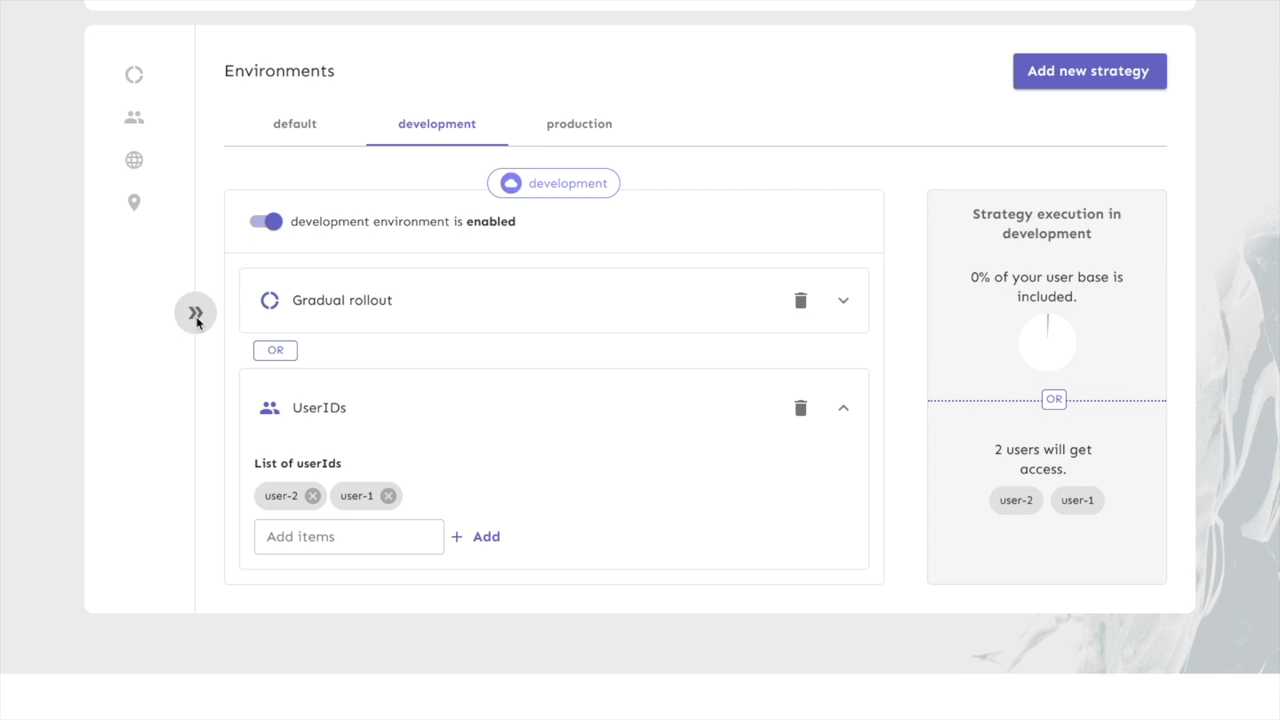 Environments
Add new strategy
default
development
production
development
development environment is enabled
Gradual rollout
OR
UserIDs
List of userIds
user-2
user-1
Add items
+ Add
Strategy execution in
development
0% of your user base is
included.
OR
2 users will get
access.
user-2
user-1